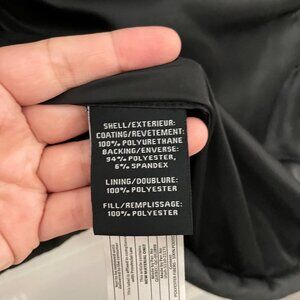 SHELL/EXTERIEUR:
COATING/REVETEMENT:
100% POLYURETHANE
BACKING/ENVERSE:
94% POLYESTER,
6% SPANDEX
LINING/DOUBLURE:
100% POLYESTER
FILL/REMPLISSAGE:
100% POLYESTER